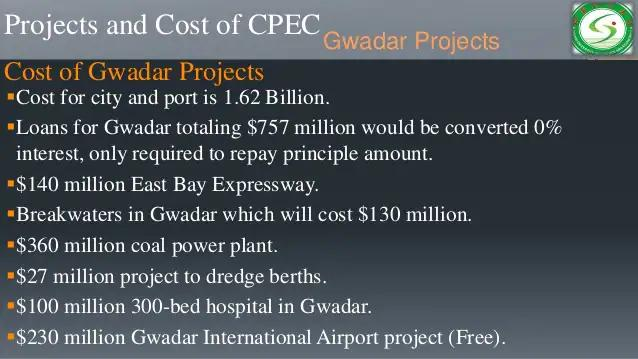 Projects and Cost of CPEC
Gwadar Projects
Cost of Gwadar Projects
▪Cost for city and port is 1.62 Billion.
▪Loans for Gwadar totaling $757 million would be converted 0%
interest, only required to repay principle amount.
▪$140 million East Bay Expressway.
▪Breakwaters in Gwadar which will cost $130 million.
▪$360 million coal power plant.
▪$27 million project to dredge berths.
▪$100 million 300-bed hospital in Gwadar.
▪$230 million Gwadar International Airport project (Free).